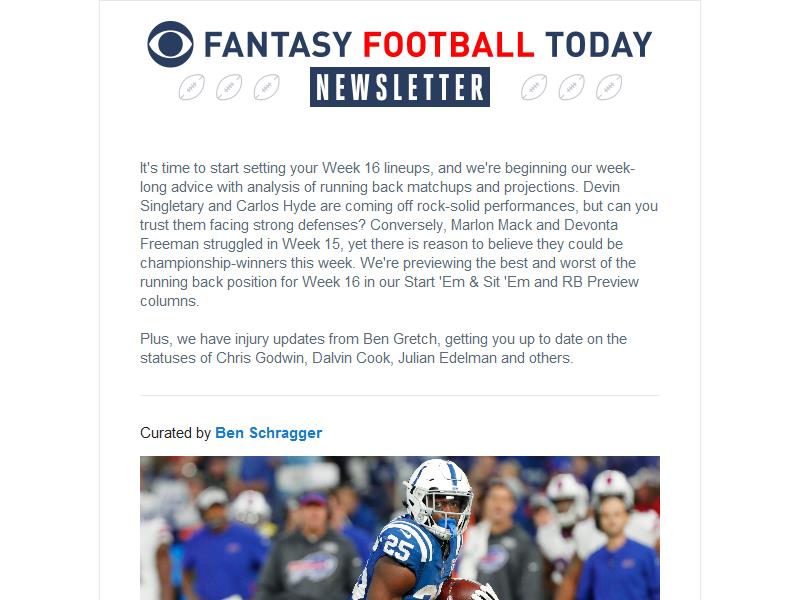 FANTASY FOOTBALL TODAY
NEWSLETTER
It's time to start setting your Week 16 lineups, and we're beginning our week-
long advice with analysis of running back matchups and projections. Devin
Singletary and Carlos Hyde are coming off rock-solid performances, but can you
trust them facing strong defenses? Conversely, Marlon Mack and Devonta
Freeman struggled in Week 15, yet there is reason to believe they could be
championship-winners this week. We're previewing the best and worst of the
running back position for Week 16 in our Start 'Em & Sit 'Em and RB Preview
columns.
Plus, we have injury updates from Ben Gretch, getting you up to date on the
statuses of Chris Godwin, Dalvin Cook, Julian Edelman and others.
Curated by Ben Schragger
25
25